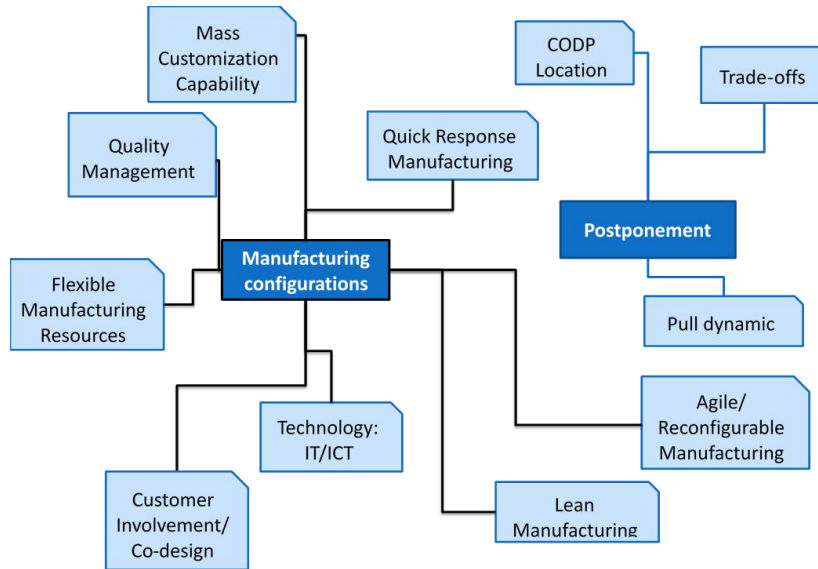 Mass
Customization
Capability
CODP
Location
Trade-offs
Quality
Management
Quick Response
Manufacturing
Postponement
Manufacturing
configurations
Flexible
Manufacturing
Resources
Pull dynamic
Technology:
IT/ICT
Agile/
Reconfigurable
Manufacturing
Customer
Involvement/
Co-design
Lean
Manufacturing